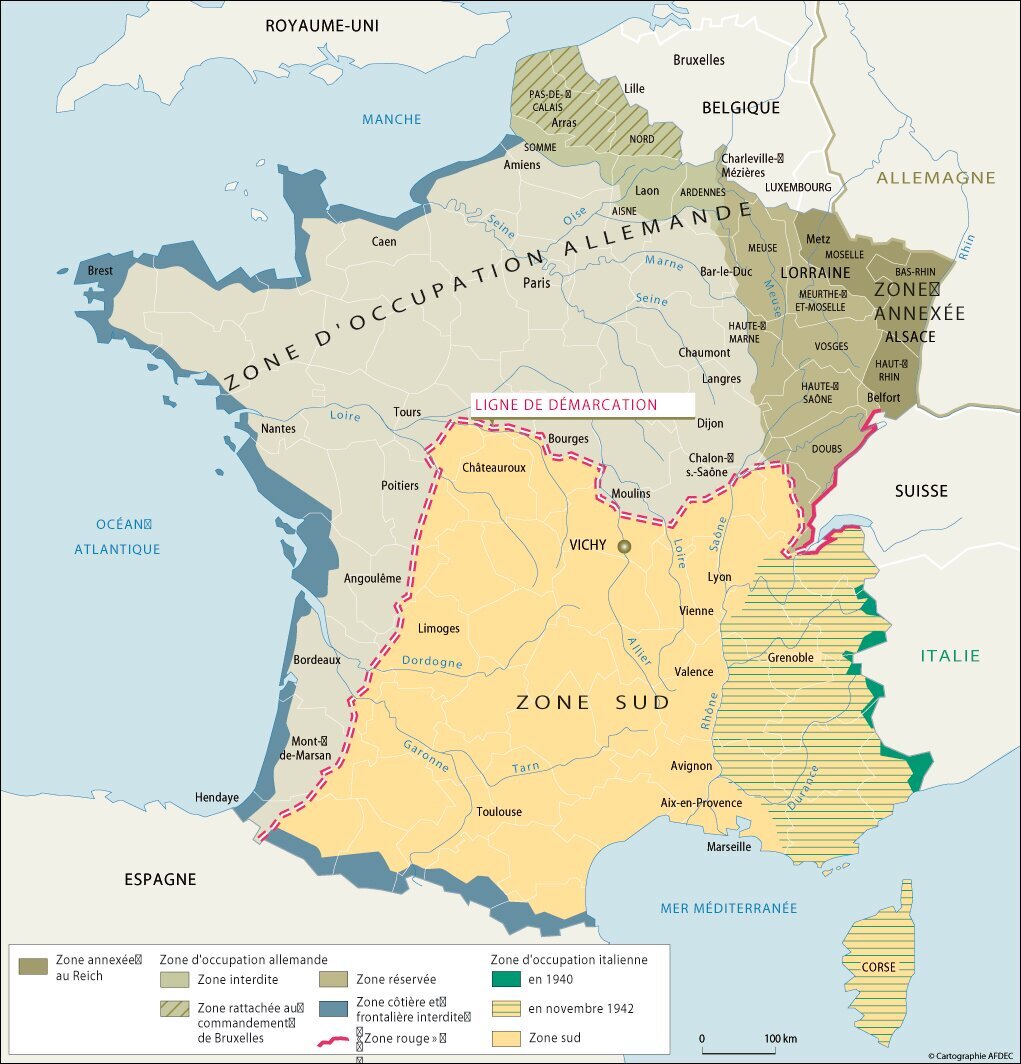 ROYAUME-UNI
Bruxelles
Lille
PAS-DE-
CALAIS
BELGIQUE
Arras
MANCHE
NORD
SOMME
Amiens
Charleville-
Mézières
ALLEMAGNE
LUXEMBOURG
Laon
ARDENNES
AISNE
Oise
Seine
Caen
Metz
MOSELLE
MEUSE
Rhin
Marne
Bar-le-Duc
LORRAINE
BAS-RHIN
Brest
Paris
Meuse
ZONE
ANNEXÉE
MEURTHE-
ET-MOSELLE
Seine
ZONE D'OCCUPATION ALLEMANDE
HAUTE-
MARNE
ALSACE
VOSGES
Chaumont
HAUT-
RHIN
Langres
HAUTE-
SAÔNE
Belfort
LIGNE DE DÉMARCATION
Tours
Loire
Nantes
Bourges
Dijon
DOUBS
Châteauroux
Chalon-
s.-Saône
Poitiers
Moulins
SUISSE
OCÉAN
ATLANTIQUE
VICHY
Saône
Loire
Angoulême
Lyon
Vienne
Limoges
Allier
Grenoble
ITALIE
Bordeaux
Dordogne
Valence
ZONE SUD
Rhône
Mont-
de-Marsan
Garonne
Tarn
Avignon
Durance
Hendaye
Toulouse
Aix-en-Provence
Marseille
ESPAGNE
MER MÉDITERRANÉE
CORSE
Zone annexée
au Reich
Zone d'occupation allemande
Zone interdite
Zone rattachée au
commandement
de Bruxelles
Zone réservée
Zone côtière et
frontalière interdite
« Zone rouge »
Zone d'occupation italienne
en 1940
en novembre 1942
Zone sud
0 100 km
© Cartographie AFDEC